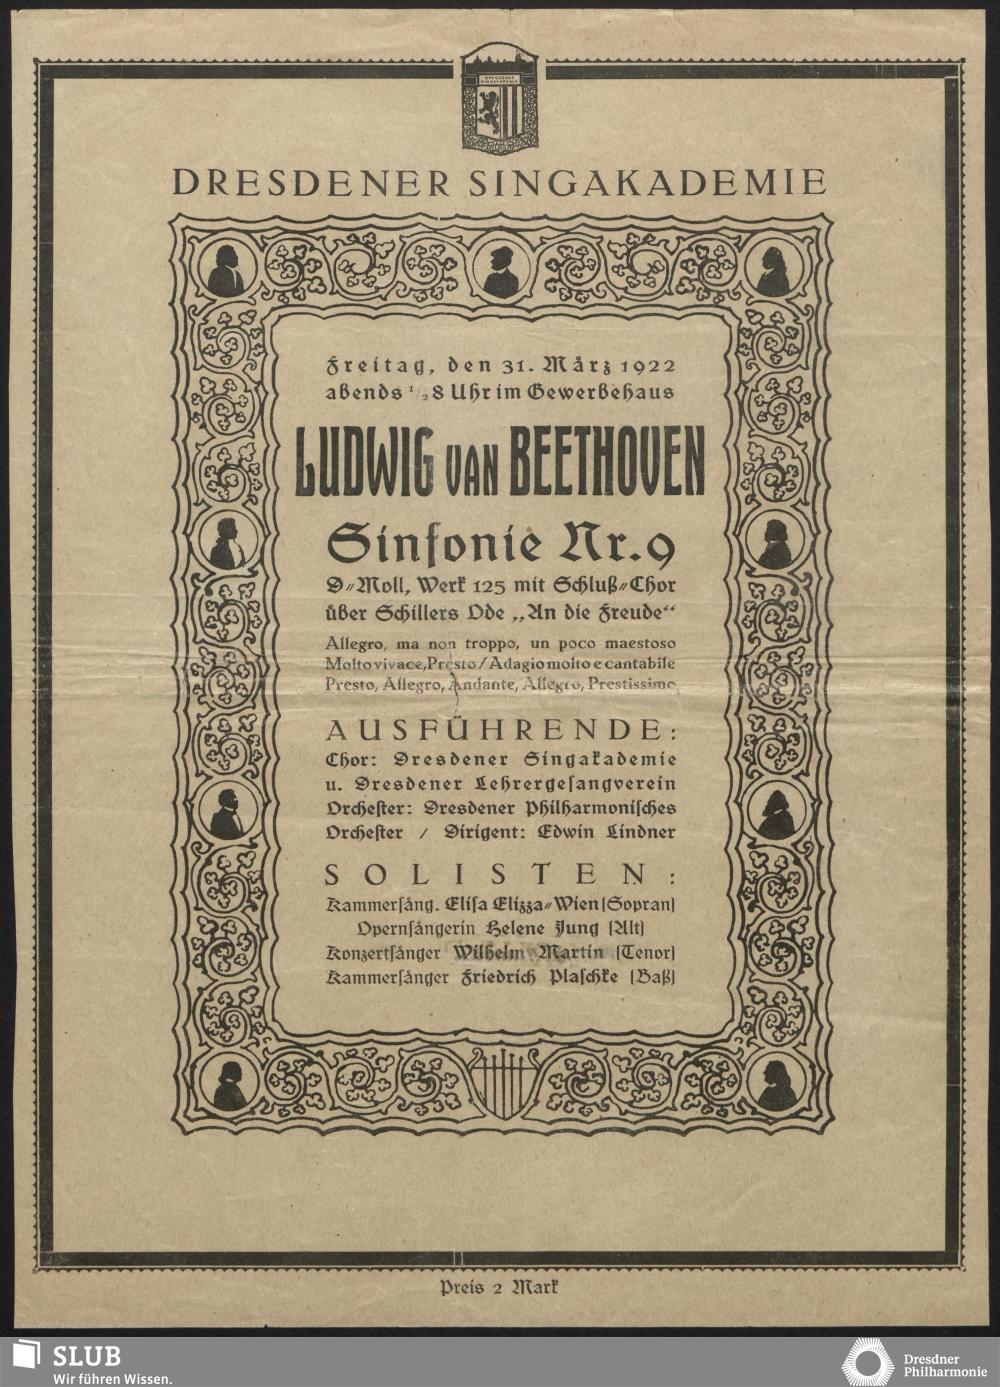 DRESDENER SINGAKADEMIE
DRESDENER SINGAKADEMIE
Freitag, den 31. März 1922
abends 1/2 8 Uhr im Gewerbehaus
LUDWIG VAN BEETHOVEN
Sinfonie Nr. 9
D=Moll, Werk 125 mit Schluß=Chor
über Schillers Ode „An die Freude“
Allegro, ma non troppo, un poco maestoso
Molto vivace, Presto / Adagio molto e cantabile
Presto, Allegro, Andante, Allegro, Prestissimo
AUSFÜHRENDE:
Chor: Dresdener Singakademie
u. Dresdener Lehrergesangverein
Orchester: Dresdener Philharmonisches
Orchester / Dirigent: Edwin Lindner
SOLISTEN:
Kammersäng. Elisa Elizza=Wien (Sopran)
Opernsängerin Helene Jung (Alt)
Konzertsänger Wilhelm Martin (Tenor)
Kammersänger Friedrich Plaschke (Baß)
Preis 2 Mark
SLUB
Wir führen Wissen.
Dresdner
Philharmonie